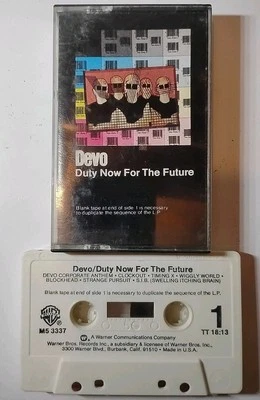 Devo
Duty Now For The Future
Blank tape at end of side 1 is necessary
to duplicate the sequence of the L.P.
Devo/Duty Now For The Future
DEVO CORPORATE ANTHEM • CLOCKOUT • TIMING X • WIGGLY WORLD •
BLOCKHEAD • STRANGE PURSUIT • S.I.B. (SWELLING ITCHING BRAIN)
Blank tape at end of side 1 is necessary to duplicate the sequence of the L.P.
M5 3337
1
TT 18:13
A Warner Communications Company
Warner Bros. Records Inc., a subsidiary & licensee of Warner Bros. Inc.,
3300 Warner Blvd., Burbank, Calif. 91510 • Made in U.S.A.